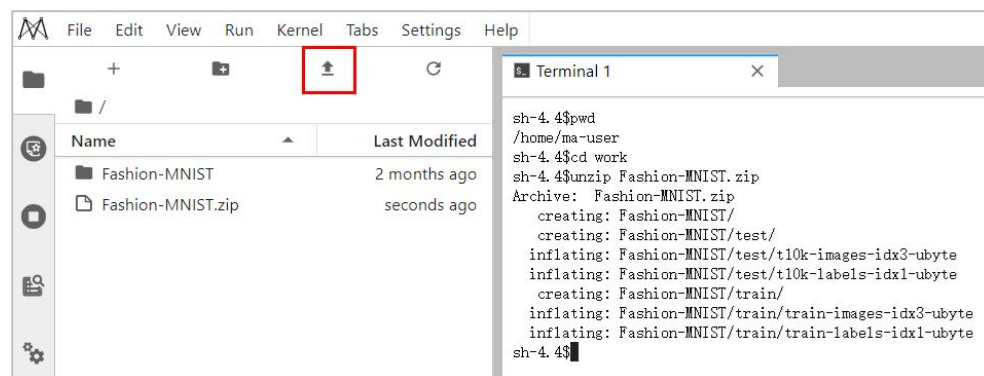 File Edit View Run Kernel Tabs Settings Help
Terminal 1
/
Name Last Modified
Fashion-MNIST 2 months ago
Fashion-MNIST.zip seconds ago
sh-4.4$pwd
/home/ma-user
sh-4.4$cd work
sh-4.4$unzip Fashion-MNIST.zip
Archive:  Fashion-MNIST.zip
creating: Fashion-MNIST/
creating: Fashion-MNIST/test/
inflating: Fashion-MNIST/test/t10k-images-idx3-ubyte
inflating: Fashion-MNIST/test/t10k-labels-idx1-ubyte
creating: Fashion-MNIST/train/
inflating: Fashion-MNIST/train/train-images-idx3-ubyte
inflating: Fashion-MNIST/train/train-labels-idx1-ubyte
sh-4.4$